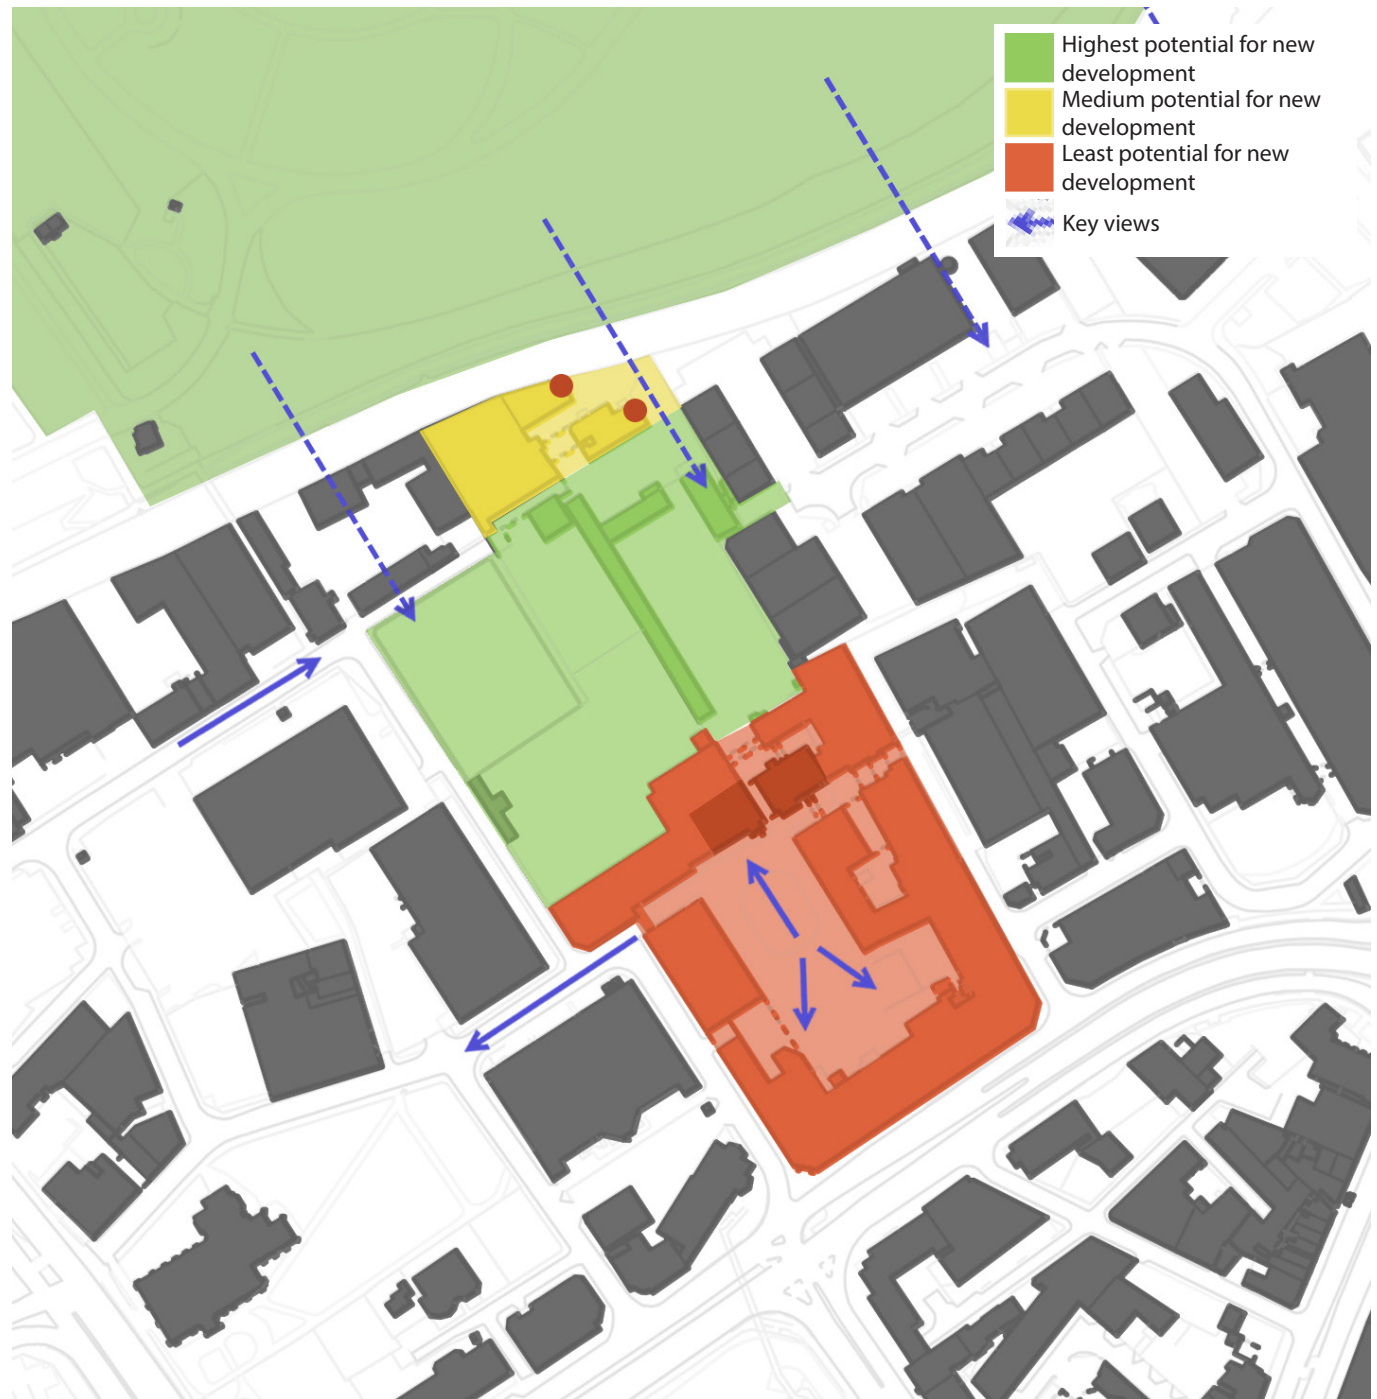 Highest potential for new
development
Medium potential for new
development
Least potential for new
development
Key views